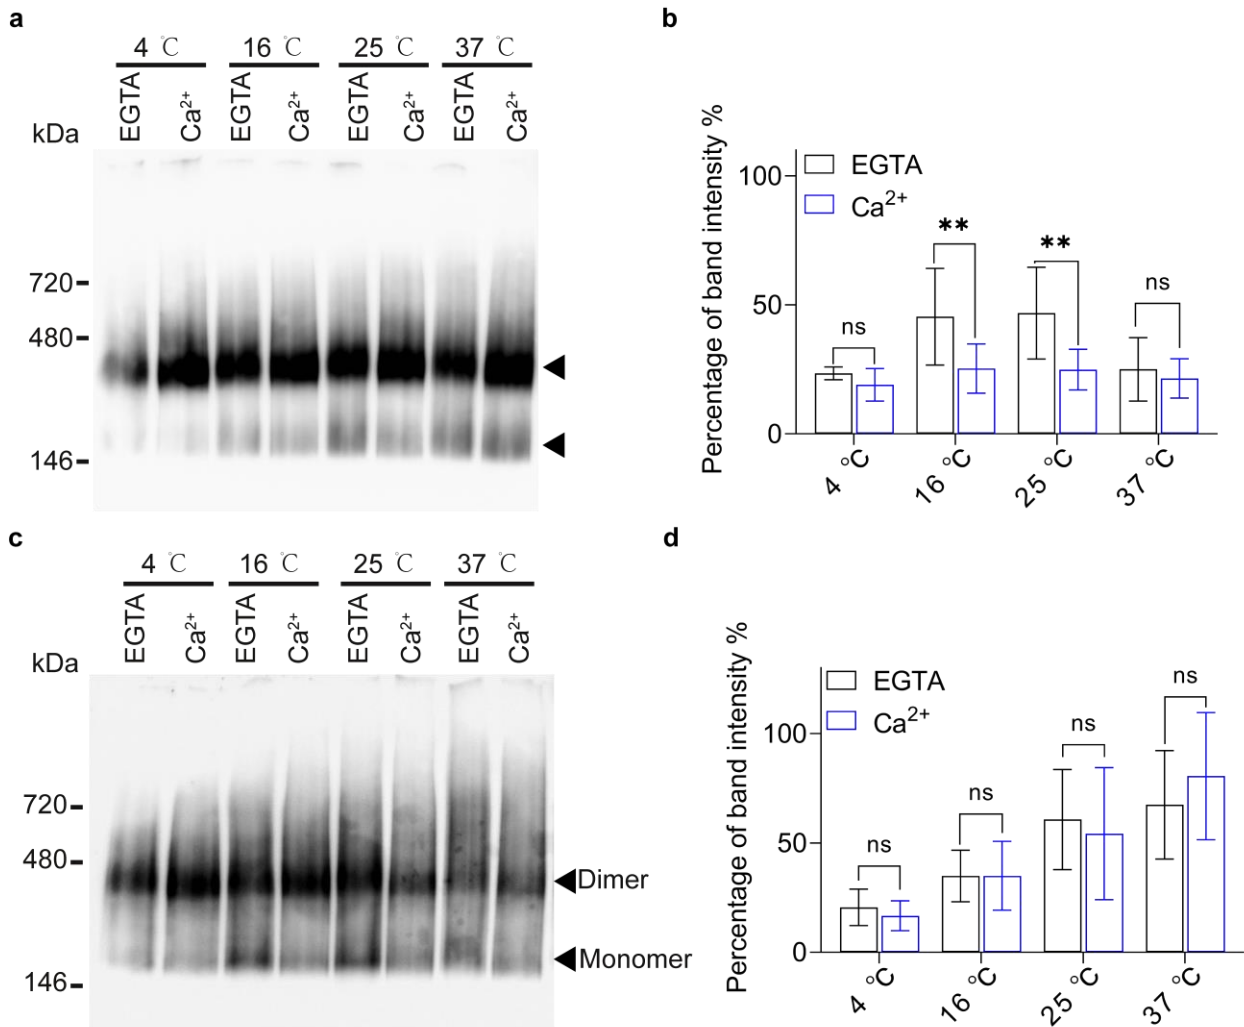 a
4 ℃ 16 ℃ 25 ℃ 37 ℃
EGTA Ca²⁺ EGTA Ca²⁺ EGTA Ca²⁺ EGTA Ca²⁺
kDa
720
480
146
b
Percentage of band intensity %
EGTA
Ca²⁺
100
50
0
ns ** ** ns
4 °C 16 °C 25 °C 37 °C
c
4 ℃ 16 ℃ 25 ℃ 37 ℃
EGTA Ca²⁺ EGTA Ca²⁺ EGTA Ca²⁺ EGTA Ca²⁺
kDa
720
480
Dimer
Monomer
146
d
Percentage of band intensity %
EGTA
Ca²⁺
100
50
0
ns ns ns ns
4 °C 16 °C 25 °C 37 °C